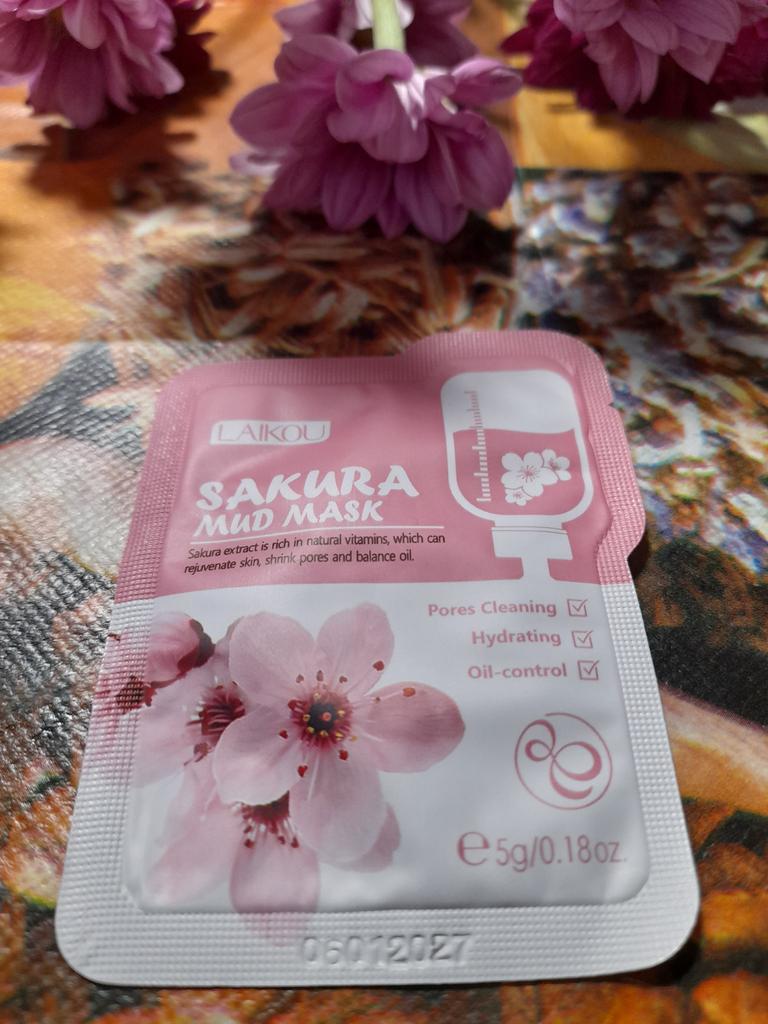 LAIKOU
SAKURA
MUD MASK
Sakura extract is rich in natural vitamins, which can
rejuvenate skin, shrink pores and balance oil.
Pores Cleaning
Hydrating
Oil-control
℮5g/0.18oz.
06012027